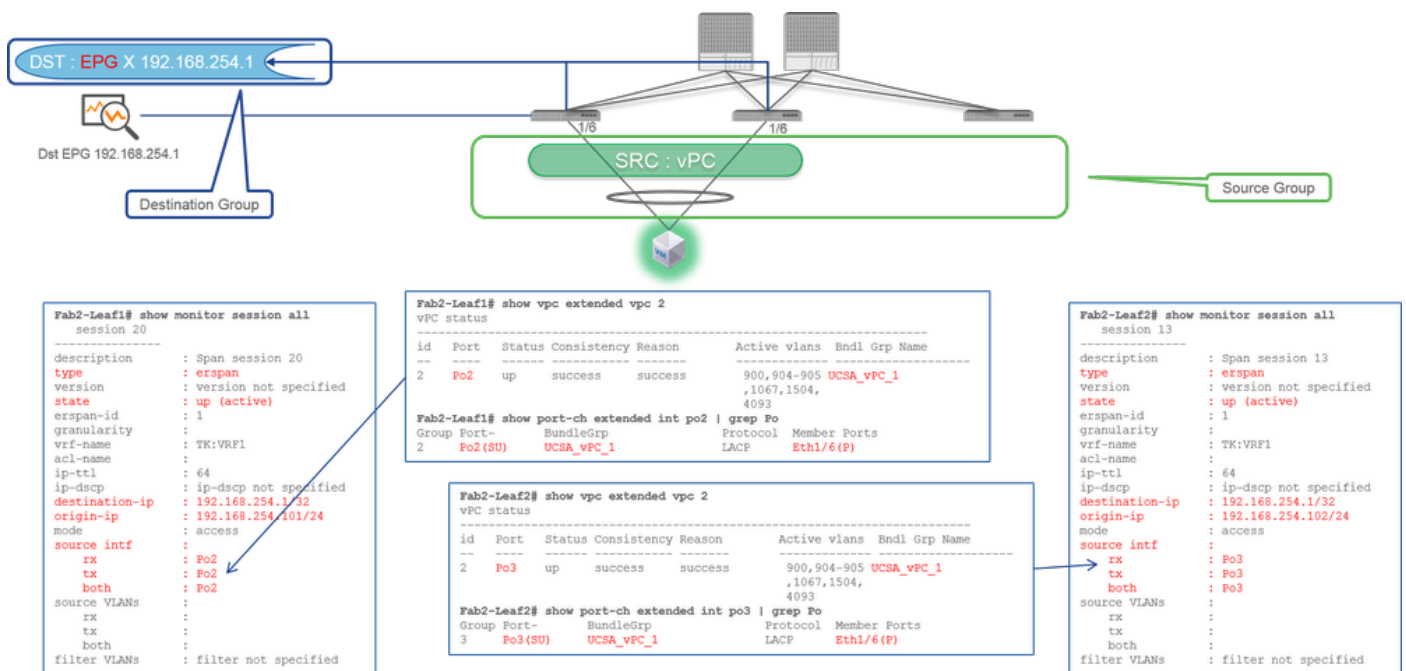 DST : EPG X 192.168.254.1
Dst EPG 192.168.254.1
Destination Group
1/6
1/6
SRC : vPC
Source Group
VM
Fab2-Leaf1# show monitor session all
session 20
---------------
description : Span session 20
type : erspan
version : version not specified
state : up (active)
erspan-id : 1
granularity :
vrf-name : TK:VRF1
acl-name :
ip-ttl : 64
ip-dscp : ip-dscp not specified
destination-ip : 192.168.254.1/32
origin-ip : 192.168.254.101/24
mode : access
source intf :
rx : Po2
tx : Po2
both : Po2
source VLANs :
rx :
tx :
both :
filter VLANs : filter not specified
Fab2-Leaf1# show vpc extended vpc 2
vPC status
---------------------------------------------------------------------
id Port Status Consistency Reason Active vlans Bndl Grp Name
-- ---- ------ ----------- ------- ------------- -------------------
2 Po2 up success success 900,904-905 UCSA_vPC_1
,1067,1504,
4093
Fab2-Leaf1# show port-ch extended int po2 | grep Po
Group Port- BundleGrp Protocol Member Ports
2 Po2(SU) UCSA_vPC_1 LACP Eth1/6(P)
Fab2-Leaf2# show vpc extended vpc 2
vPC status
---------------------------------------------------------------------
id Port Status Consistency Reason Active vlans Bndl Grp Name
-- ---- ------ ----------- ------- ------------- -------------------
2 Po3 up success success 900,904-905 UCSA_vPC_1
,1067,1504,
4093
Fab2-Leaf2# show port-ch extended int po3 | grep Po
Group Port- BundleGrp Protocol Member Ports
3 Po3(SU) UCSA_vPC_1 LACP Eth1/6(P)
Fab2-Leaf2# show monitor session all
session 13
---------------
description : Span session 13
type : erspan
version : version not specified
state : up (active)
erspan-id : 1
granularity :
vrf-name : TK:VRF1
acl-name :
ip-ttl : 64
ip-dscp : ip-dscp not specified
destination-ip : 192.168.254.1/32
origin-ip : 192.168.254.102/24
mode : access
source intf :
rx : Po3
tx : Po3
both : Po3
source VLANs :
rx :
tx :
both :
filter VLANs : filter not specified